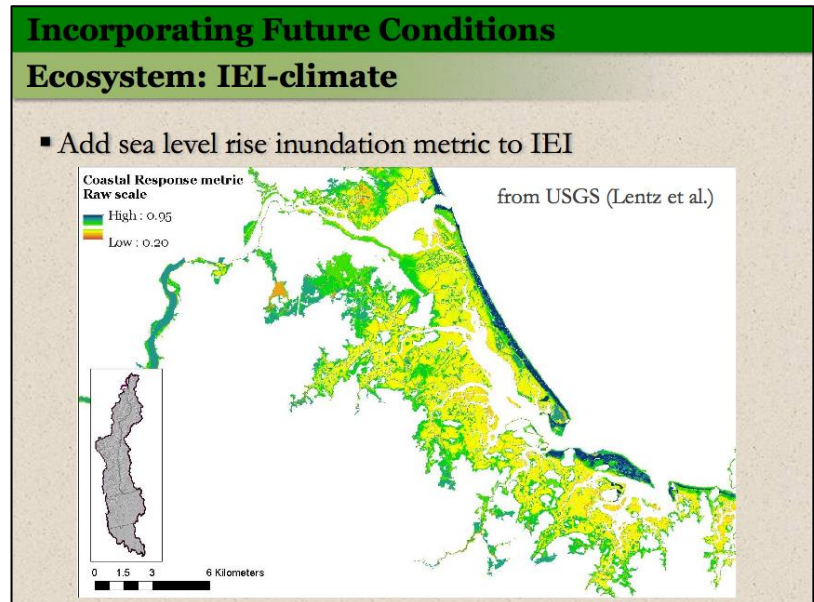 Incorporating Future Conditions
Ecosystem: IEI-climate
▪ Add sea level rise inundation metric to IEI
Coastal Response metric
Raw scale
High : 0.95
Low : 0.20
from USGS (Lentz et al.)
0 1.5 3 6 Kilometers